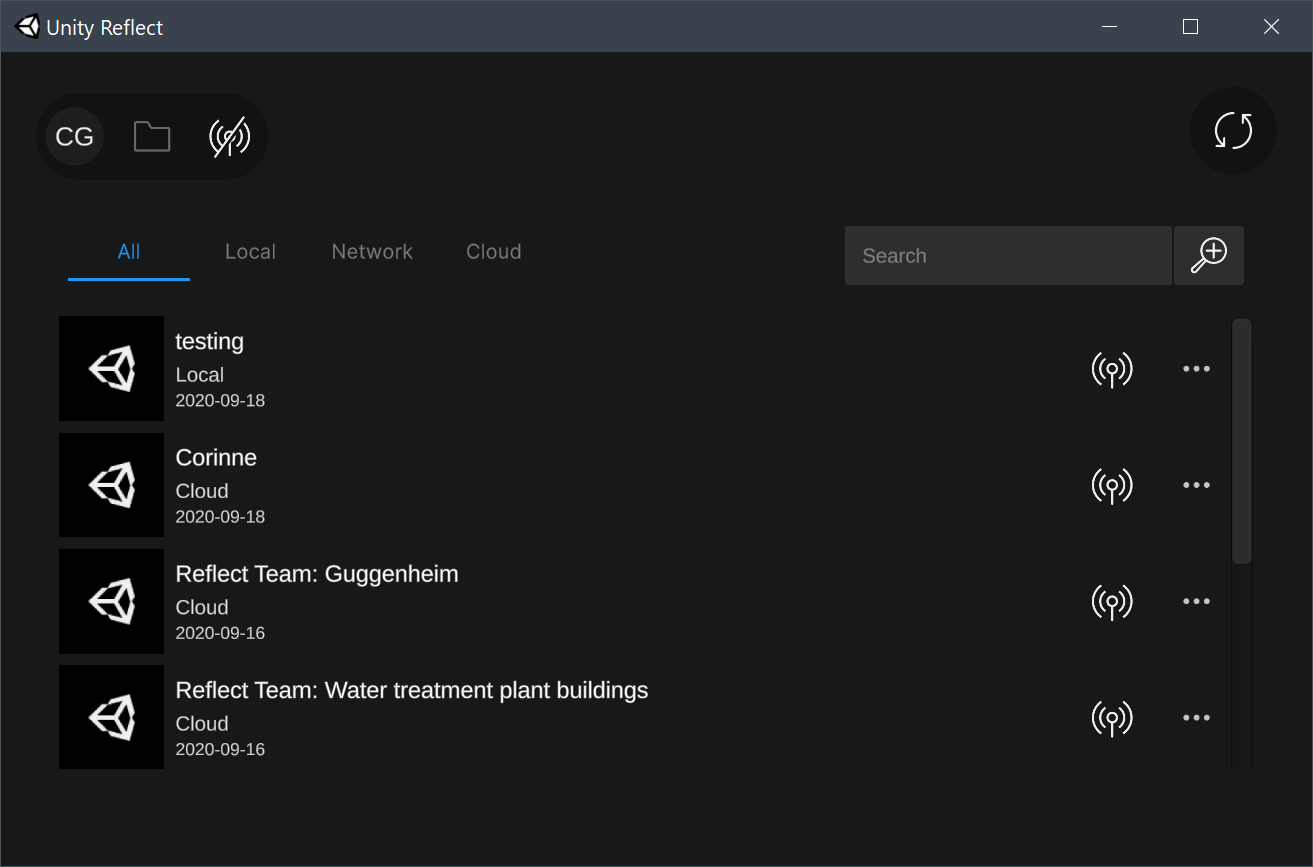 Unity Reflect
CG
All Local Network Cloud Search
testing
Local
2020-09-18
Corinne
Cloud
2020-09-18
Reflect Team: Guggenheim
Cloud
2020-09-16
Reflect Team: Water treatment plant buildings
Cloud
2020-09-16